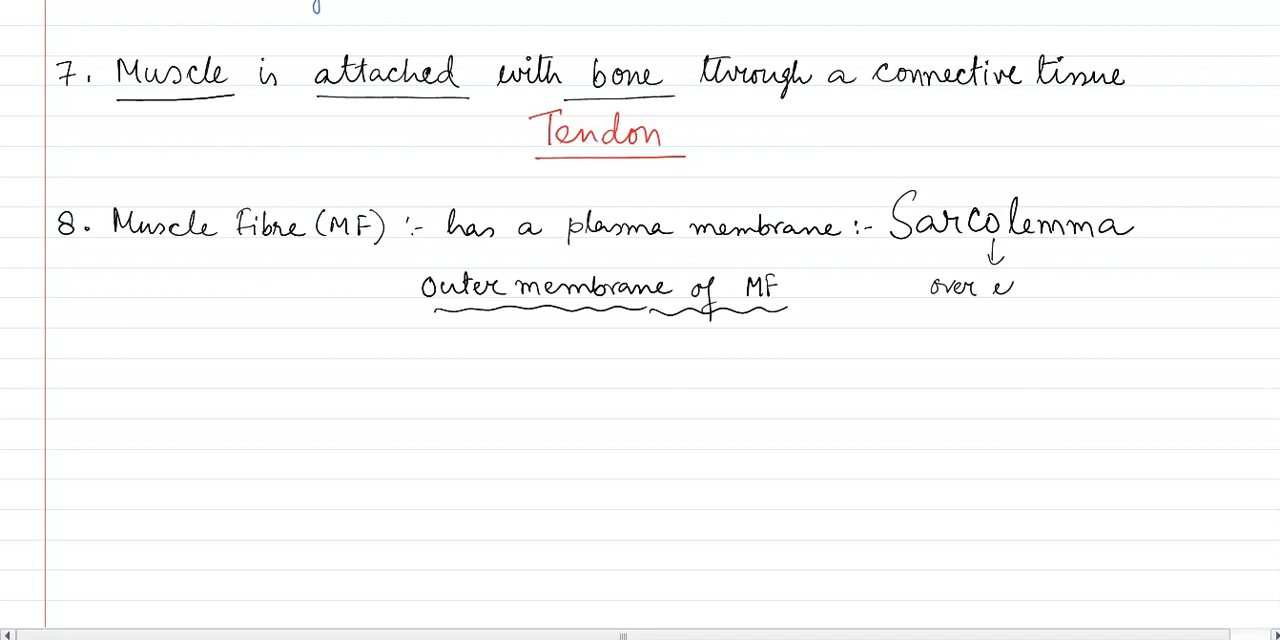 7. Muscle is attached with bone through a connective tissue
Tendon
8. Muscle Fibre (MF) :- has a plasma membrane :- Sarcolemma
Outer membrane of MF
over e